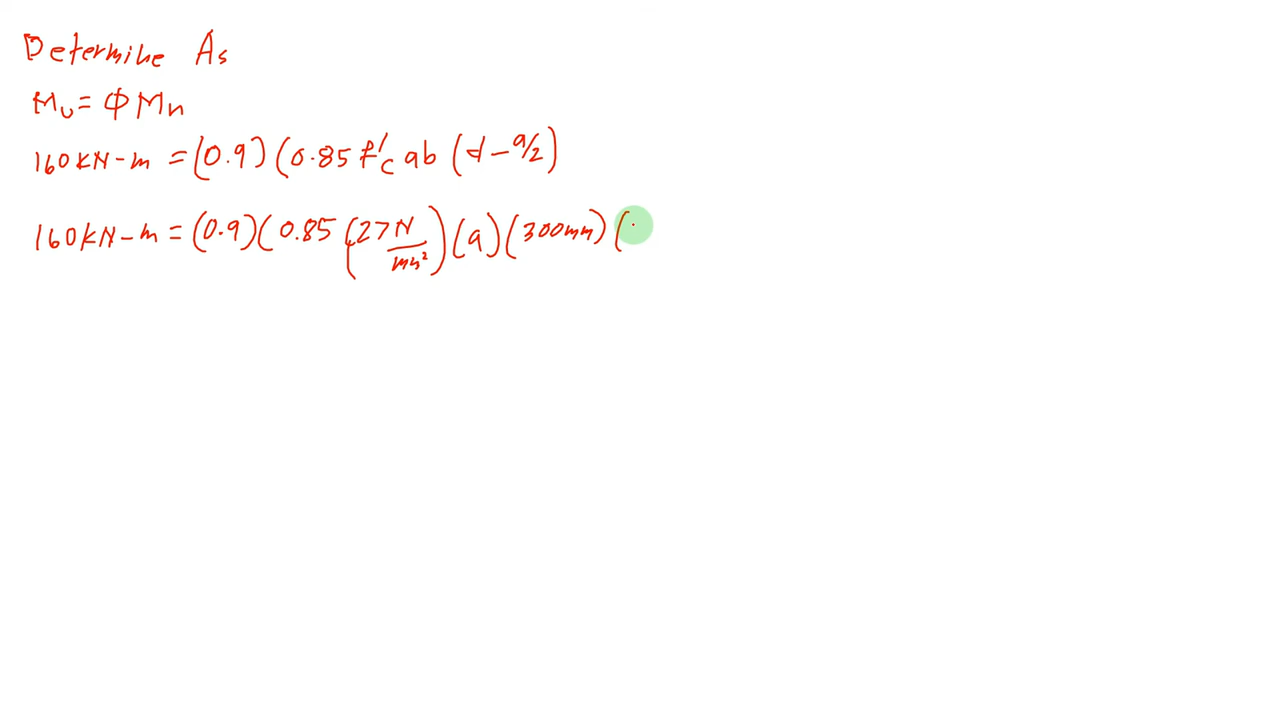 Determine As
Mu = φ Mn
160 kN-m = (0.9) (0.85 f'c ab (d - a/2)
160 kN-m = (0.9) (0.85 (27 N/mm²) (a) (300mm) (